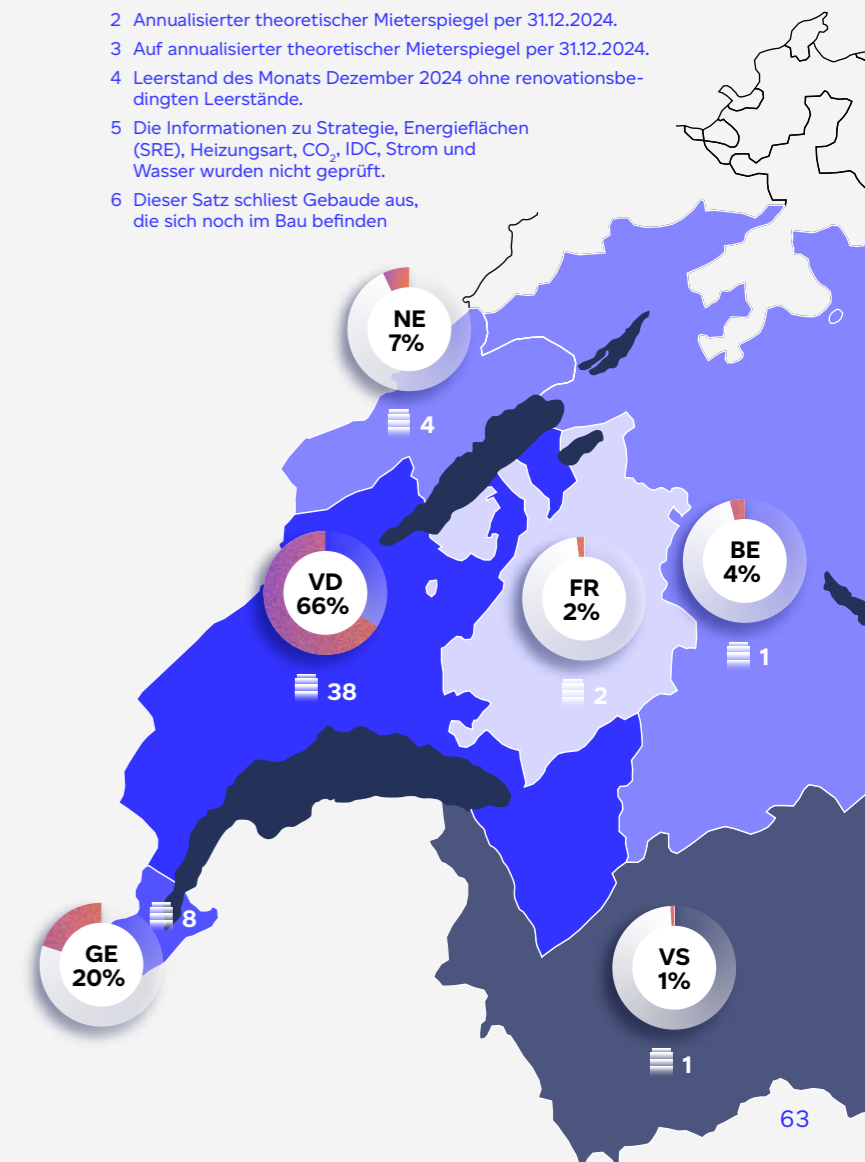 2 Annualisierter theoretischer Mieterspiegel per 31.12.2024.
3 Auf annualisierter theoretischer Mieterspiegel per 31.12.2024.
4 Leerstand des Monats Dezember 2024 ohne renovationsbe-
dingten Leerstände.
5 Die Informationen zu Strategie, Energieflächen
(SRE), Heizungsart, CO₂, IDC, Strom und
Wasser wurden nicht geprüft.
6 Dieser Satz schliest Gebaude aus,
die sich noch im Bau befinden
NE
7%
4
BE
4%
1
VD
66%
38
FR
2%
2
GE
20%
8
VS
1%
1
63